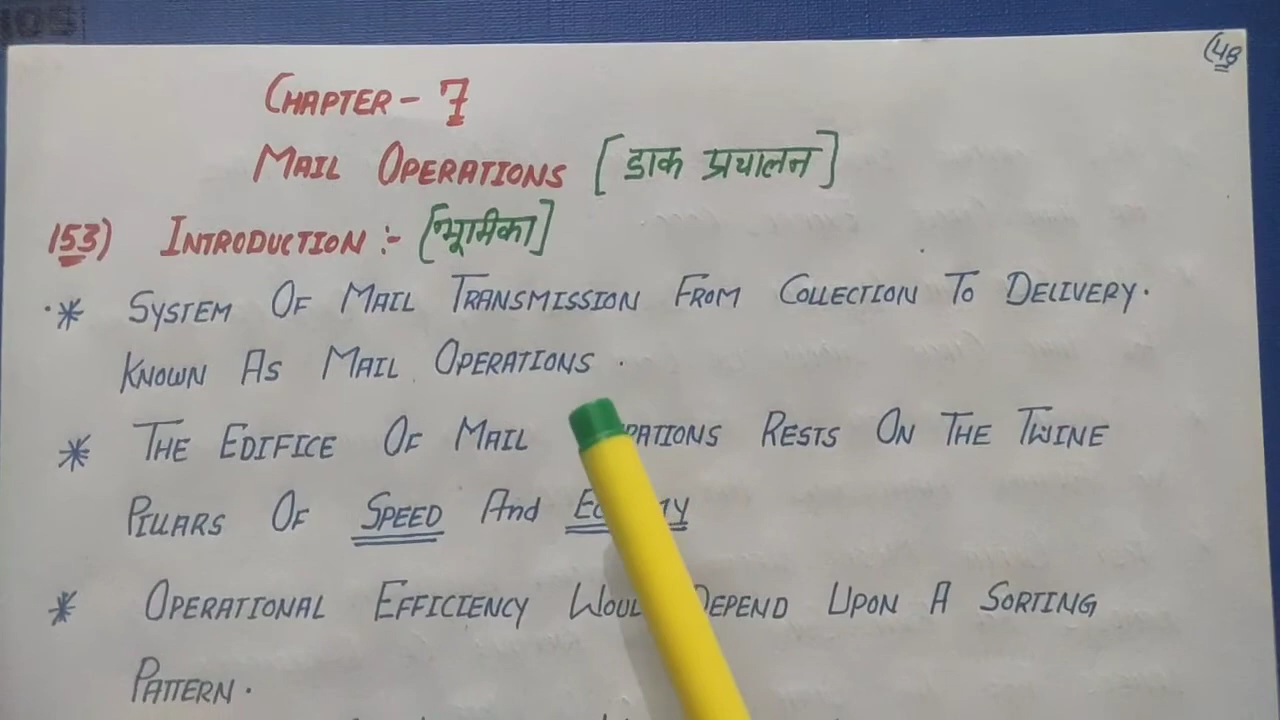 (48
CHAPTER - 7
MAIL OPERATIONS [डाक प्रचालन]
153) INTRODUCTION :- [भूमिका]
* SYSTEM OF MAIL TRANSMISSION FROM COLLECTION TO DELIVERY.
KNOWN AS MAIL OPERATIONS.
* THE EDIFICE OF MAIL RATIONS RESTS ON THE TWINE
PILLARS OF SPEED And
* OPERATIONAL EFFICIENCY WOUL DEPEND UPON A SORTING
PATTERN.